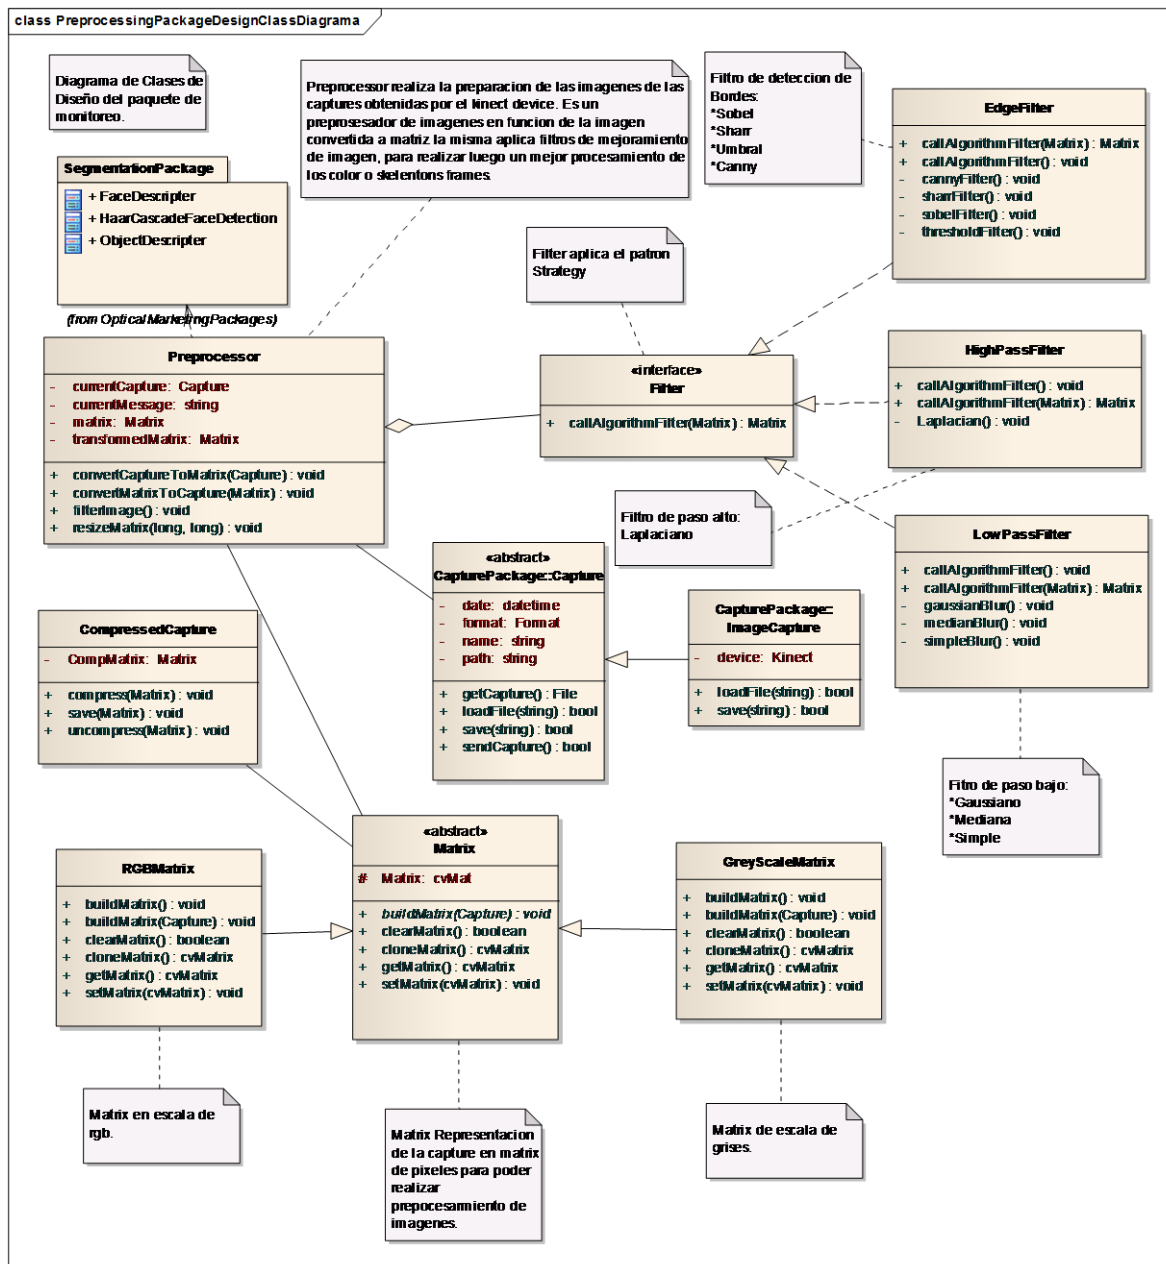 class PreprocessingPackageDesignClassDiagrama
Diagrama de Clases de
Diseño del paquete de
monitoreo.
Preprocessor realiza la preparacion de las imagenes de las
captures obtenidas por el kinect device. Es un
preprosesador de imagenes en funcion de la imagen
convertida a matriz la misma aplica filtros de mejoramiento
de imagen, para realizar luego un mejor procesamiento de
los color o skelentons frames.
Filtro de deteccion de
Bordes:
*Sobel
*Sharr
*Umbral
*Canny
EdgeFilter
+ callAlgorithmFilter(Matrix) : Matrix
+ callAlgorithmFilter() : void
- cannyFilter() : void
- sharrFilter() : void
- sobelFilter() : void
- thresholdFilter() : void
SegmentationPackage
+ FaceDescripter
+ HaarCascadeFaceDetection
+ ObjectDescripter
(from OpticalMarketingPackages)
Filter aplica el patron
Strategy
Preprocessor
- currentCapture: Capture
- currentMessage: string
- matrix: Matrix
- transformedMatrix: Matrix
+ convertCaptureToMatrix(Capture) : void
+ convertMatrixToCapture(Matrix) : void
+ filterImage() : void
+ resizeMatrix(long, long) : void
«interface»
Filter
+ callAlgorithmFilter(Matrix) : Matrix
HighPassFilter
+ callAlgorithmFilter() : void
+ callAlgorithmFilter(Matrix) : Matrix
- Laplacian() : void
Filtro de paso alto:
Laplaciano
LowPassFilter
+ callAlgorithmFilter() : void
+ callAlgorithmFilter(Matrix) : Matrix
- gaussianBlur() : void
- medianBlur() : void
- simpleBlur() : void
«abstract»
CapturePackage::Capture
- date: datetime
- format: Format
- name: string
- path: string
+ getCapture() : File
+ loadFile(string) : bool
+ save(string) : bool
+ sendCapture() : bool
CapturePackage::
ImageCapture
- device: Kinect
+ loadFile(string) : bool
+ save(string) : bool
CompressedCapture
- CompMatrix: Matrix
+ compress(Matrix) : void
+ save(Matrix) : void
+ uncompress(Matrix) : void
Fitro de paso bajo:
*Gaussiano
*Mediana
*Simple
«abstract»
Matrix
# Matrix: cvMat
+ buildMatrix(Capture) : void
+ clearMatrix() : boolean
+ cloneMatrix() : cvMatrix
+ getMatrix() : cvMatrix
+ setMatrix(cvMatrix) : void
RGBMatrix
+ buildMatrix() : void
+ buildMatrix(Capture) : void
+ clearMatrix() : boolean
+ cloneMatrix() : cvMatrix
+ getMatrix() : cvMatrix
+ setMatrix(cvMatrix) : void
GreyScaleMatrix
+ buildMatrix() : void
+ buildMatrix(Capture) : void
+ clearMatrix() : boolean
+ cloneMatrix() : cvMatrix
+ getMatrix() : cvMatrix
+ setMatrix(cvMatrix) : void
Matrix en escala de
rgb.
Matrix Representacion
de la capture en matrix
de pixeles para poder
realizar
prepocesarmiento de
imagenes.
Matrix de escala de
grises.